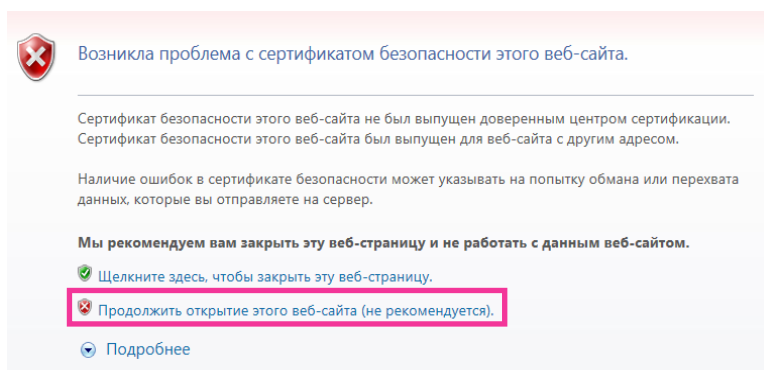 Возникла проблема с сертификатом безопасности этого веб-сайта.
Сертификат безопасности этого веб-сайта не был выпущен доверенным центром сертификации.
Сертификат безопасности этого веб-сайта был выпущен для веб-сайта с другим адресом.
Наличие ошибок в сертификате безопасности может указывать на попытку обмана или перехвата
данных, которые вы отправляете на сервер.
Мы рекомендуем вам закрыть эту веб-страницу и не работать с данным веб-сайтом.
Щелкните здесь, чтобы закрыть эту веб-страницу.
Продолжить открытие этого веб-сайта (не рекомендуется).
Подробнее